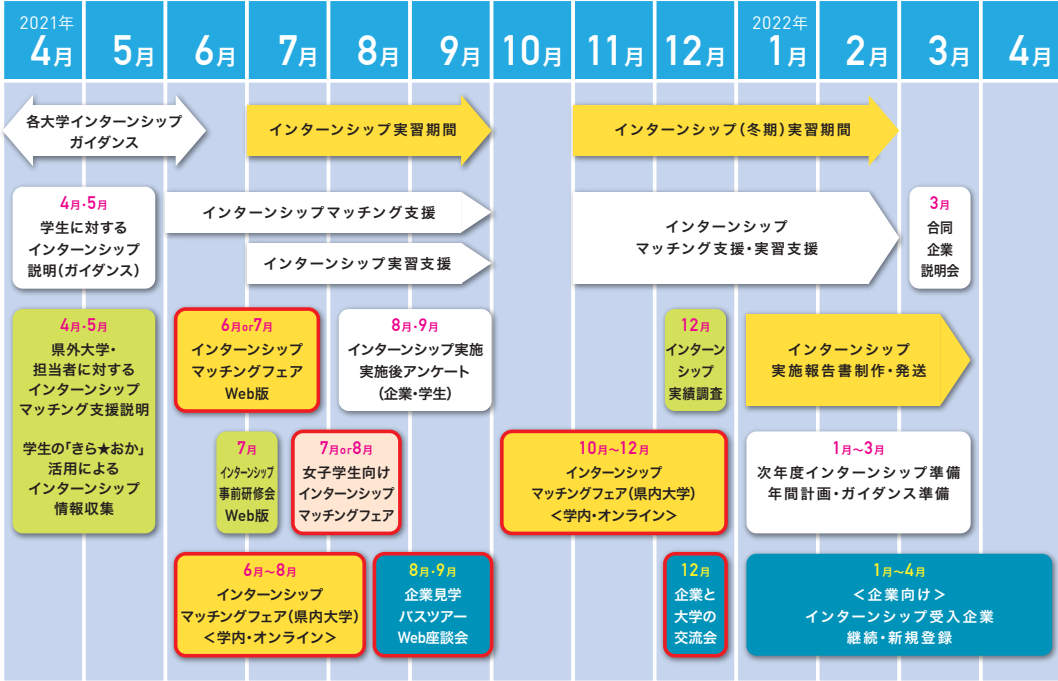 2021年
4月
5月
6月
7月
8月
9月
10月
11月
12月
2022年
1月
2月
3月
4月
各大学インターンシップ
ガイダンス
インターンシップ実習期間
インターンシップ（冬期）実習期間
4月・5月
学生に対する
インターンシップ
説明（ガイダンス）
インターンシップマッチング支援
インターンシップ実習支援
インターンシップ
マッチング支援・実習支援
3月
合同
企業
説明会
4月・5月
県外大学・
担当者に対する
インターンシップ
マッチング支援説明
学生の「きら★おか」
活用による
インターンシップ
情報収集
6月or7月
インターンシップ
マッチングフェア
Web版
8月・9月
インターンシップ実施
実施後アンケート
（企業・学生）
12月
インターン
シップ
実績調査
インターンシップ
実施報告書制作・発送
7月
インターンシップ
事前研修会
Web版
7月or8月
女子学生向け
インターンシップ
マッチングフェア
10月～12月
インターンシップ
マッチングフェア（県内大学）
＜学内・オンライン＞
1月～3月
次年度インターンシップ準備
年間計画・ガイダンス準備
6月～8月
インターンシップ
マッチングフェア（県内大学）
＜学内・オンライン＞
8月・9月
企業見学
バスツアー
Web座談会
12月
企業と
大学の
交流会
1月～4月
＜企業向け＞
インターンシップ受入企業
継続・新規登録